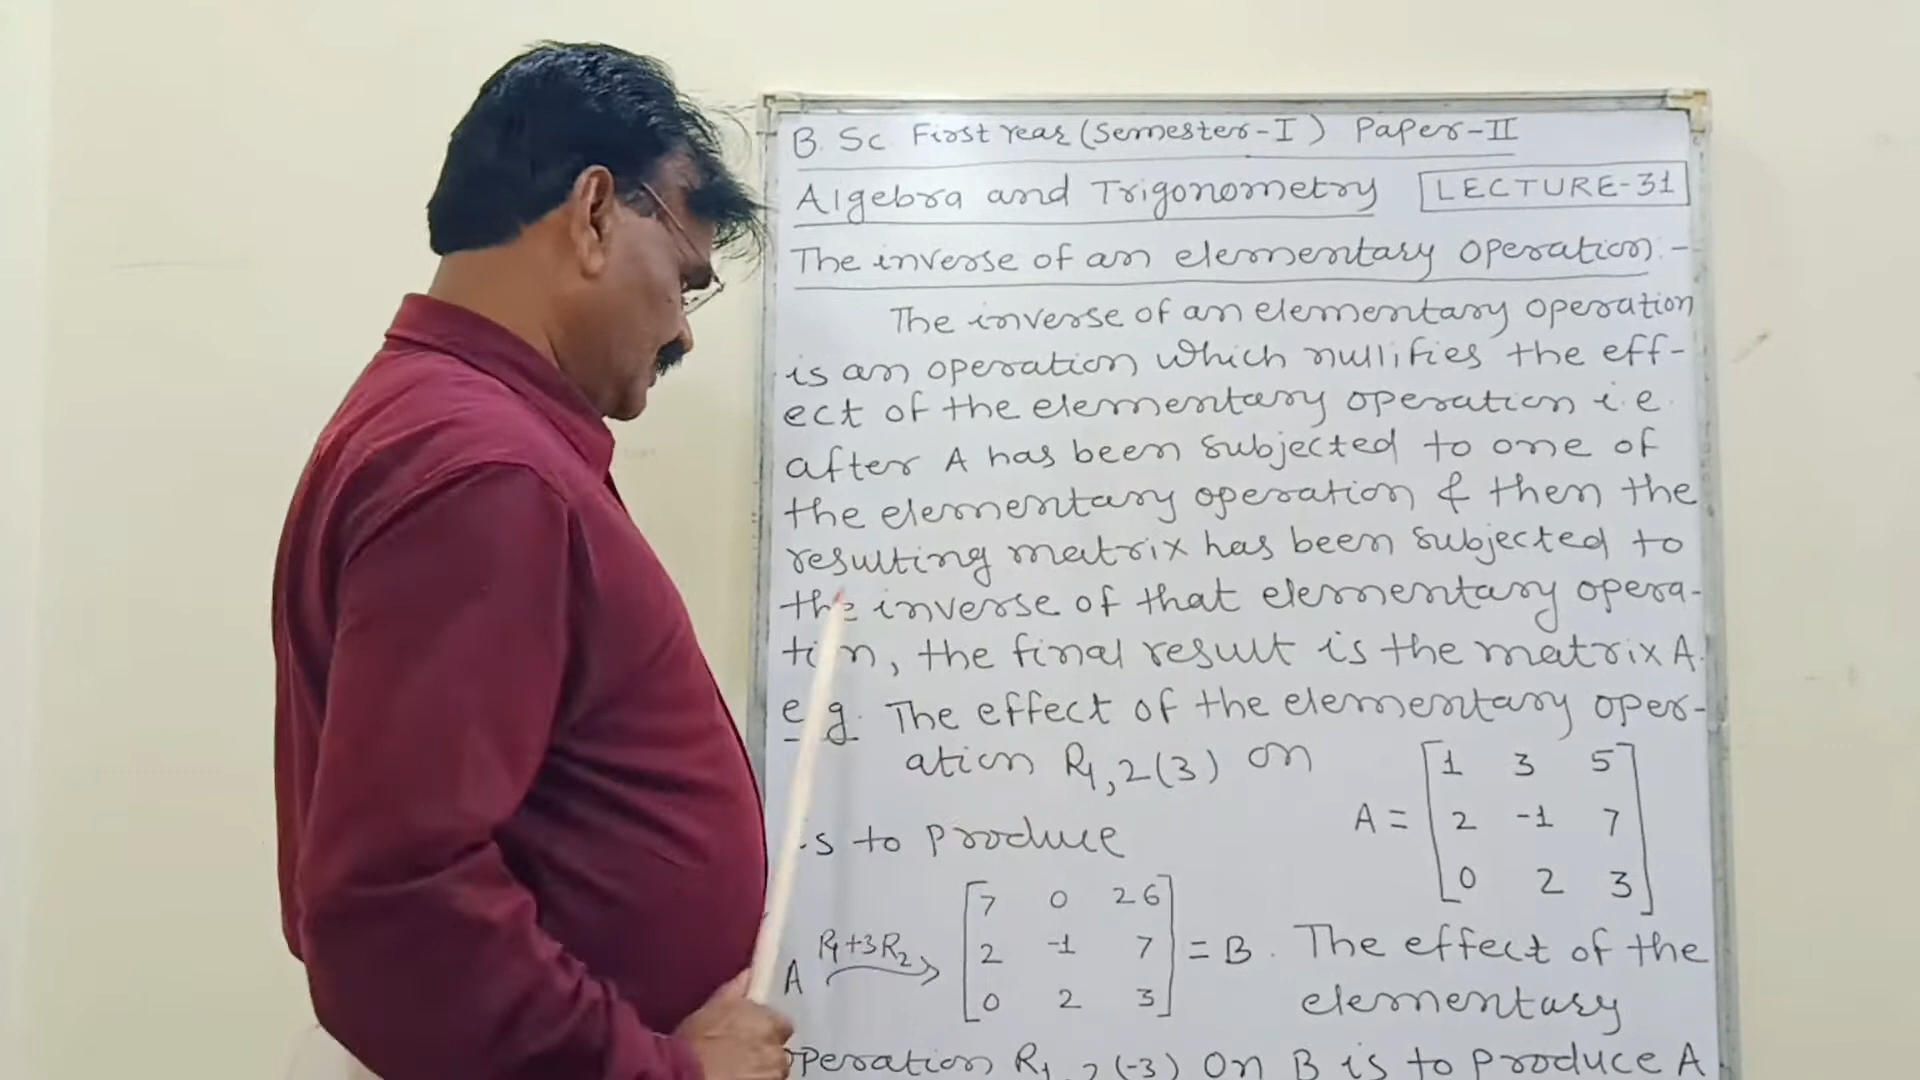 B. Sc. First Year (Semester-I) Paper-II
Algebra and Trigonometry LECTURE-31
The inverse of an elementary operation:-
The inverse of an elementary operation
is an operation which nullifies the eff-
ect of the elementary operation i.e.
after A has been subjected to one of
the elementary operation & then the
resulting matrix has been subjected to
the inverse of that elementary opera-
tion, the final result is the matrix A.
e.g. The effect of the elementary oper-
ation R1,2(3) on
A = [1 3 5
2 -1 7
0 2 3]
is to produce
A R1+3R2→ [7 0 26
2 -1 7
0 2 3] = B. The effect of the
elementary
operation R1,2(-3) on B is to produce A